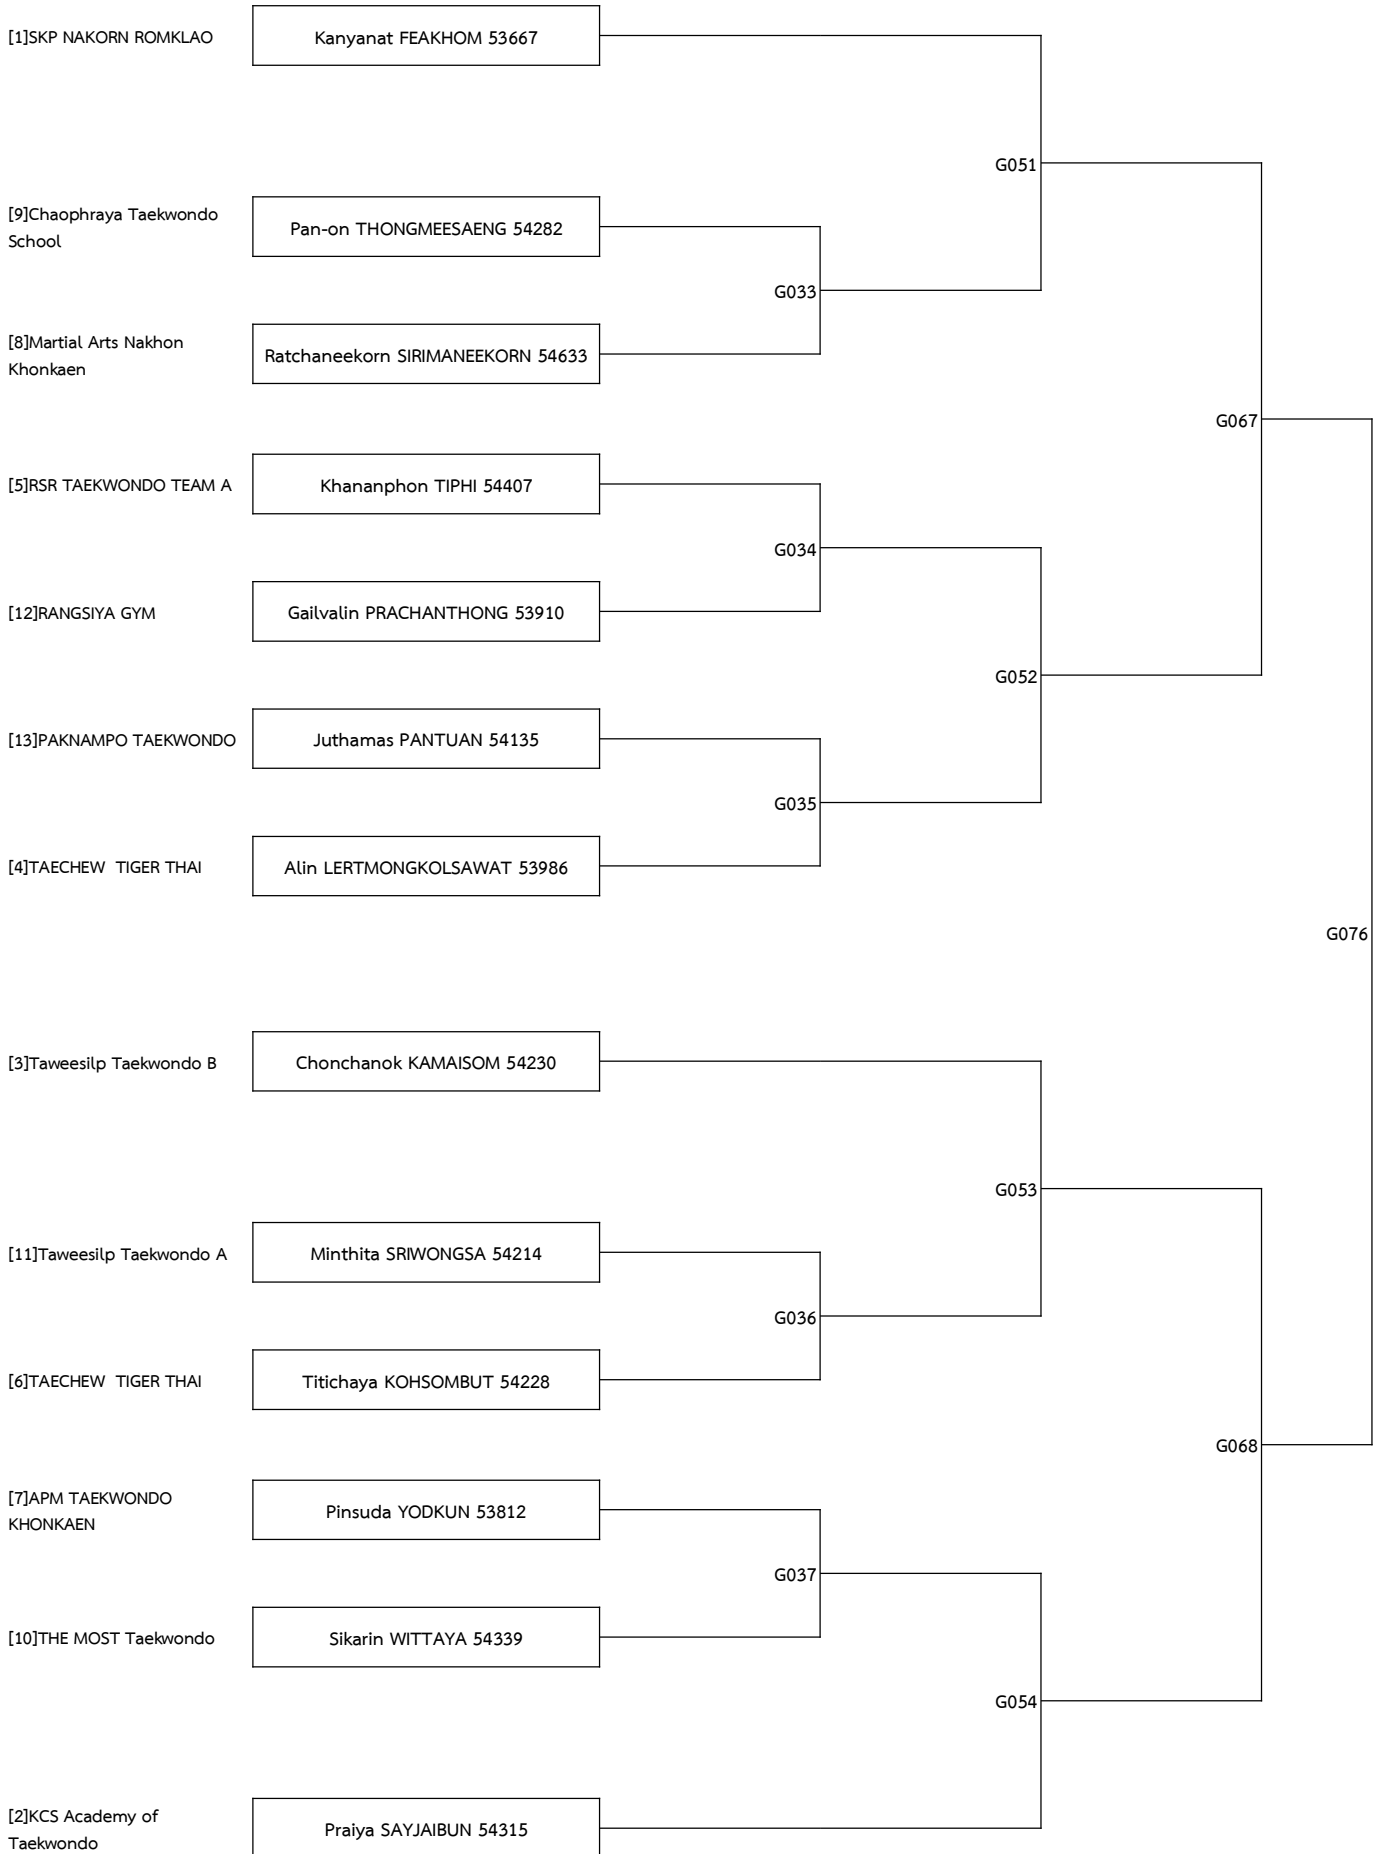 [1]SKP NAKORN ROMKLAO
Kanyanat FEAKHOM 53667
G051
[9]Chaophraya Taekwondo
School
Pan-on THONGMEESAENG 54282
G033
[8]Martial Arts Nakhon
Khonkaen
Ratchaneekorn SIRIMANEEKORN 54633
G067
[5]RSR TAEKWONDO TEAM A
Khananphon TIPHI 54407
G034
[12]RANGSIYA GYM
Gailvalin PRACHANTHONG 53910
G052
[13]PAKNAMPO TAEKWONDO
Juthamas PANTUAN 54135
G035
[4]TAECHEW  TIGER THAI
Alin LERTMONGKOLSAWAT 53986
G076
[3]Taweesilp Taekwondo B
Chonchanok KAMAISOM 54230
G053
[11]Taweesilp Taekwondo A
Minthita SRIWONGSA 54214
G036
[6]TAECHEW  TIGER THAI
Titichaya KOHSOMBUT 54228
G068
[7]APM TAEKWONDO
KHONKAEN
Pinsuda YODKUN 53812
G037
[10]THE MOST Taekwondo
Sikarin WITTAYA 54339
G054
[2]KCS Academy of
Taekwondo
Praiya SAYJAIBUN 54315